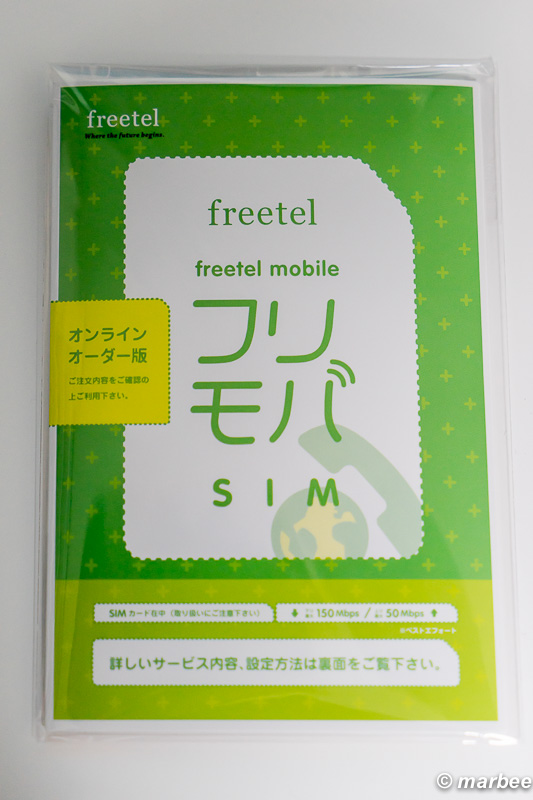 freetel
Where the future begins.
freetel
freetel mobile
フリ
モバ
SIM
オンライン
オーダー版
ご注文内容をご確認の
上ご利用下さい。
SIMカード在中（取り扱いにご注意下さい）
150Mbps / 50Mbps
※ベストエフォート
詳しいサービス内容、設定方法は裏面をご覧下さい。
© marbee